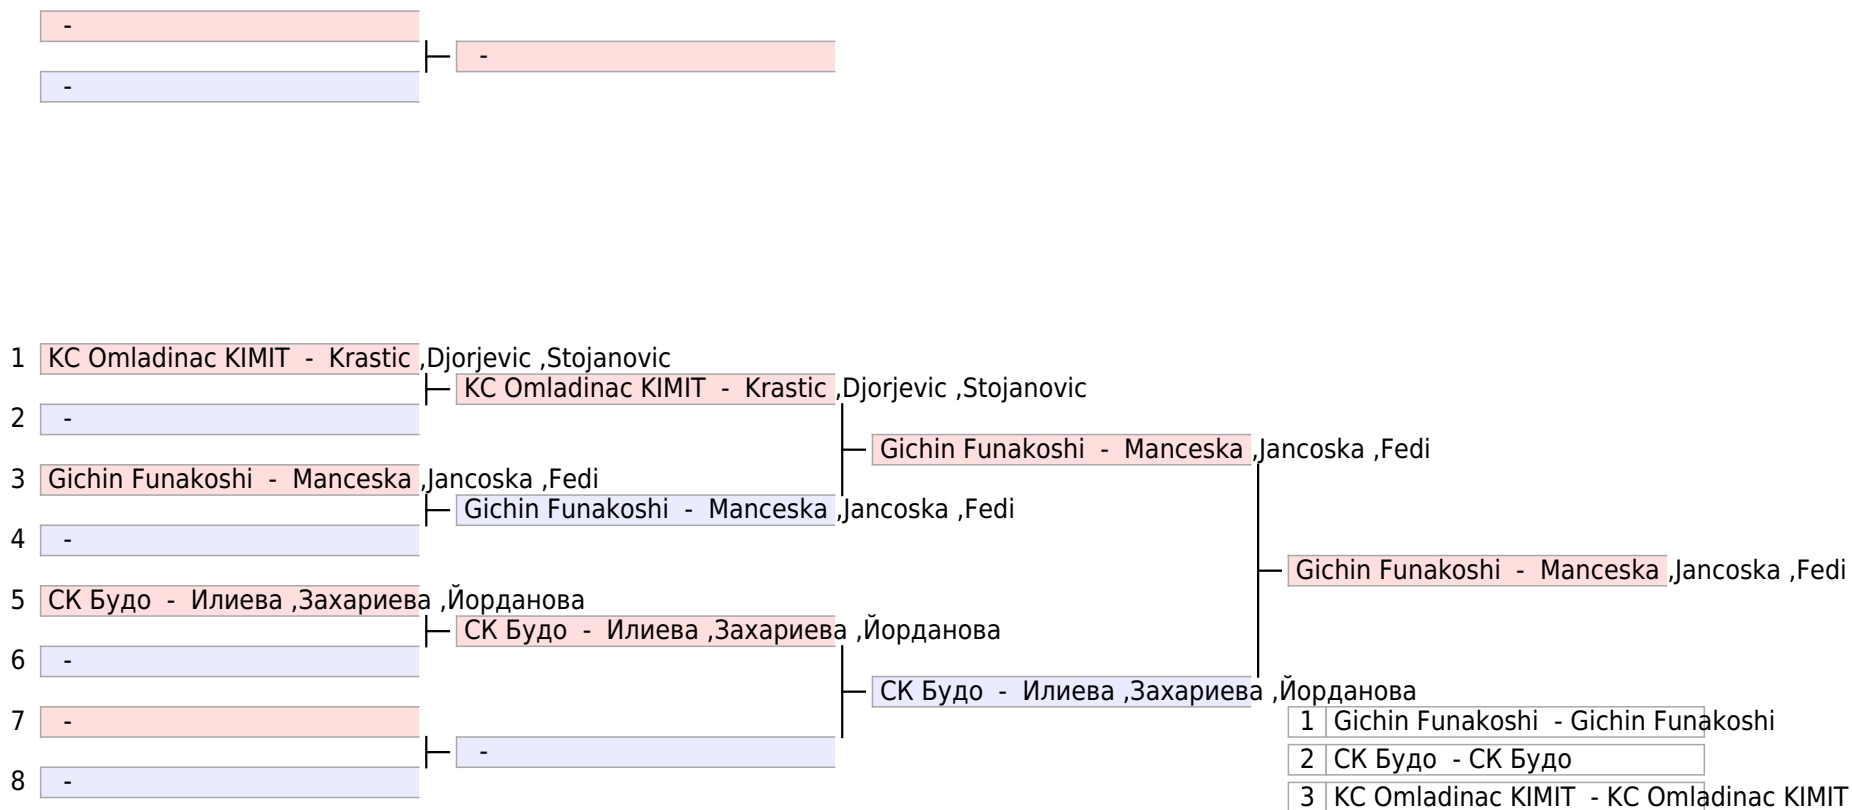 -
-
-
1 KC Omladinac KIMIT - Krastic ,Djorjevic ,Stojanovic
KC Omladinac KIMIT - Krastic ,Djorjevic ,Stojanovic
2 -
Gichin Funakoshi - Manceska ,Jancoska ,Fedi
3 Gichin Funakoshi - Manceska ,Jancoska ,Fedi
Gichin Funakoshi - Manceska ,Jancoska ,Fedi
4 -
Gichin Funakoshi - Manceska ,Jancoska ,Fedi
5 СК Будо - Илиева ,Захариева ,Йорданова
СК Будо - Илиева ,Захариева ,Йорданова
6 -
СК Будо - Илиева ,Захариева ,Йорданова
7 -
1 Gichin Funakoshi - Gichin Funakoshi
-
2 СК Будо - СК Будо
8 -
3 KC Omladinac KIMIT - KC Omladinac KIMIT